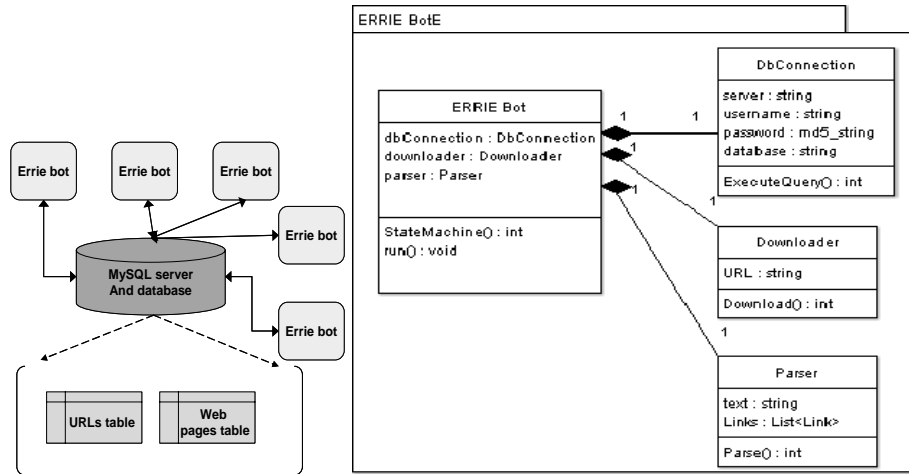 Errie bot
Errie bot
Errie bot
Errie bot
MySQL server
And database
Errie bot
URLs table
Web
pages table
ERRIE BotE
ERRIE Bot
dbConnection : DbConnection
downloader : Downloader
parser : Parser
StateMachine() : int
run() : void
1
1
1
1
1
1
DbConnection
server : string
username : string
password : md5_string
database : string
ExecuteQuery() : int
Downloader
URL : string
Download() : int
Parser
text : string
Links : List<Link>
Parse() : int